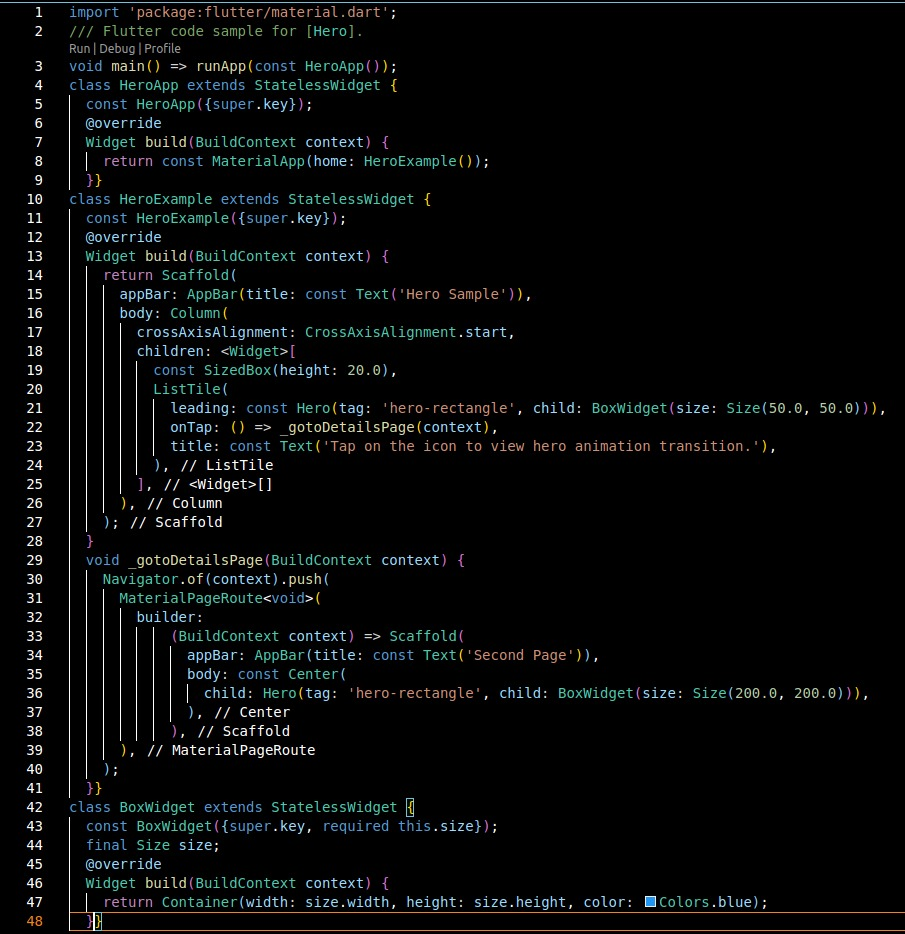 1 import 'package:flutter/material.dart';
2 /// Flutter code sample for [Hero].
Run | Debug | Profile
3 void main() => runApp(const HeroApp());
4 class HeroApp extends StatelessWidget {
5   const HeroApp({super.key});
6   @override
7   Widget build(BuildContext context) {
8     return const MaterialApp(home: HeroExample());
9   }}
10 class HeroExample extends StatelessWidget {
11   const HeroExample({super.key});
12   @override
13   Widget build(BuildContext context) {
14     return Scaffold(
15       appBar: AppBar(title: const Text('Hero Sample')),
16       body: Column(
17         crossAxisAlignment: CrossAxisAlignment.start,
18         children: <Widget>[
19           const SizedBox(height: 20.0),
20           ListTile(
21             leading: const Hero(tag: 'hero-rectangle', child: BoxWidget(size: Size(50.0, 50.0))),
22             onTap: () => _gotoDetailsPage(context),
23             title: const Text('Tap on the icon to view hero animation transition.'),
24           ), // ListTile
25         ], // <Widget>[]
26       ), // Column
27     ); // Scaffold
28   }
29   void _gotoDetailsPage(BuildContext context) {
30     Navigator.of(context).push(
31       MaterialPageRoute<void>(
32         builder:
33             (BuildContext context) => Scaffold(
34               appBar: AppBar(title: const Text('Second Page')),
35               body: const Center(
36                 child: Hero(tag: 'hero-rectangle', child: BoxWidget(size: Size(200.0, 200.0))),
37               ), // Center
38             ), // Scaffold
39       ), // MaterialPageRoute
40     );
41   }}
42 class BoxWidget extends StatelessWidget {
43   const BoxWidget({super.key, required this.size});
44   final Size size;
45   @override
46   Widget build(BuildContext context) {
47     return Container(width: size.width, height: size.height, color: Colors.blue);
48   }}